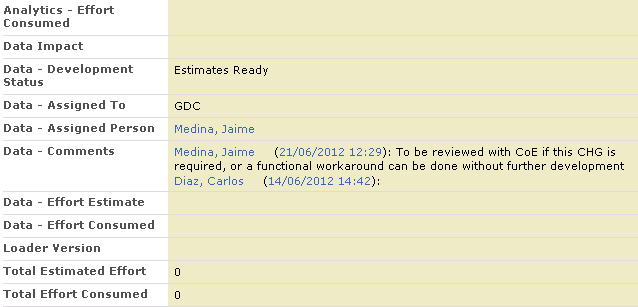 Analytics - Effort
Consumed
Data Impact
Data - Development
Status
Estimates Ready
Data - Assigned To
GDC
Data - Assigned Person
Medina, Jaime
Data - Comments
Medina, Jaime (21/06/2012 12:29): To be reviewed with CoE if this CHG is
required, or a functional workaround can be done without further development
Diaz, Carlos (14/06/2012 14:42):
Data - Effort Estimate
Data - Effort Consumed
Loader Version
Total Estimated Effort
0
Total Effort Consumed
0